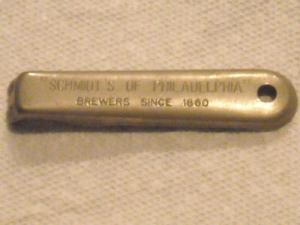 "SCHMIDT'S OF PHILADELPHIA"
BREWERS SINCE 1860